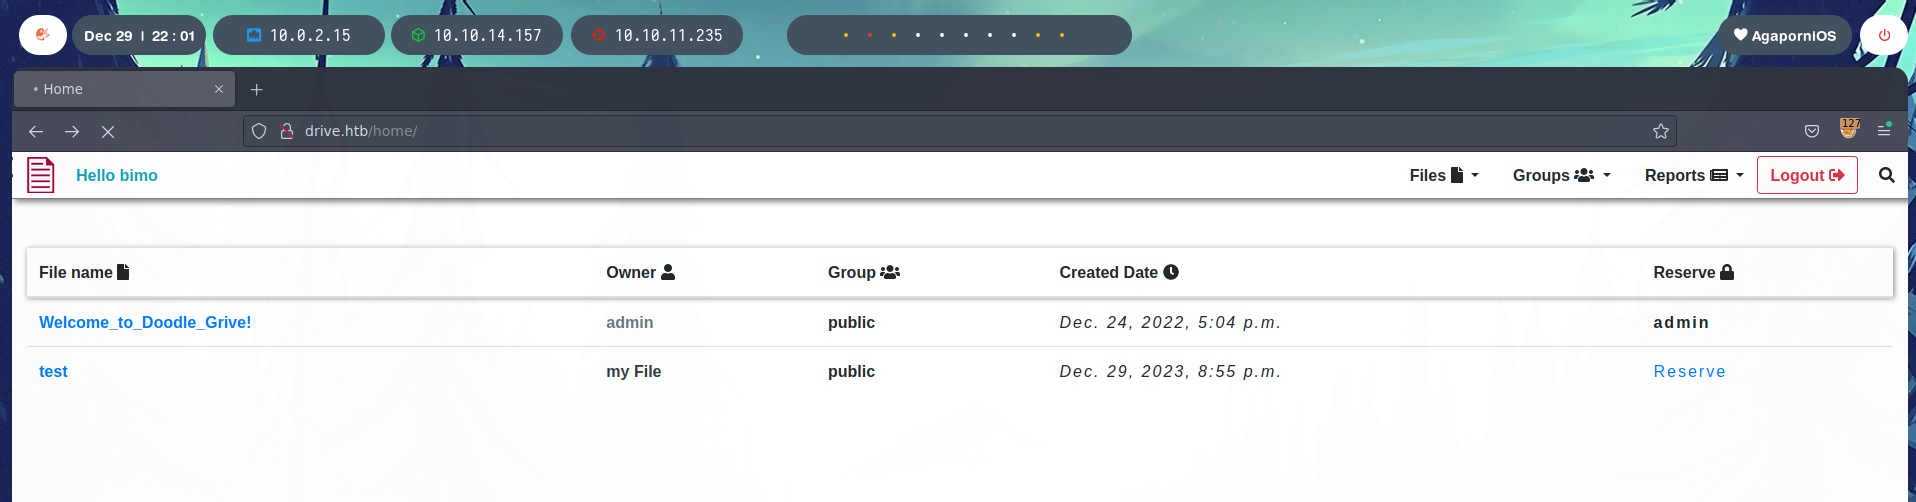 Dec 29 | 22 : 01 10.0.2.15 10.10.14.157 10.10.11.235 AgaporniOS
Home
drive.htb/home/ 127
Hello bimo Files Groups Reports Logout
File name Owner Group Created Date Reserve
Welcome_to_Doodle_Grive! admin public Dec. 24, 2022, 5:04 p.m. admin
test my File public Dec. 29, 2023, 8:55 p.m. Reserve